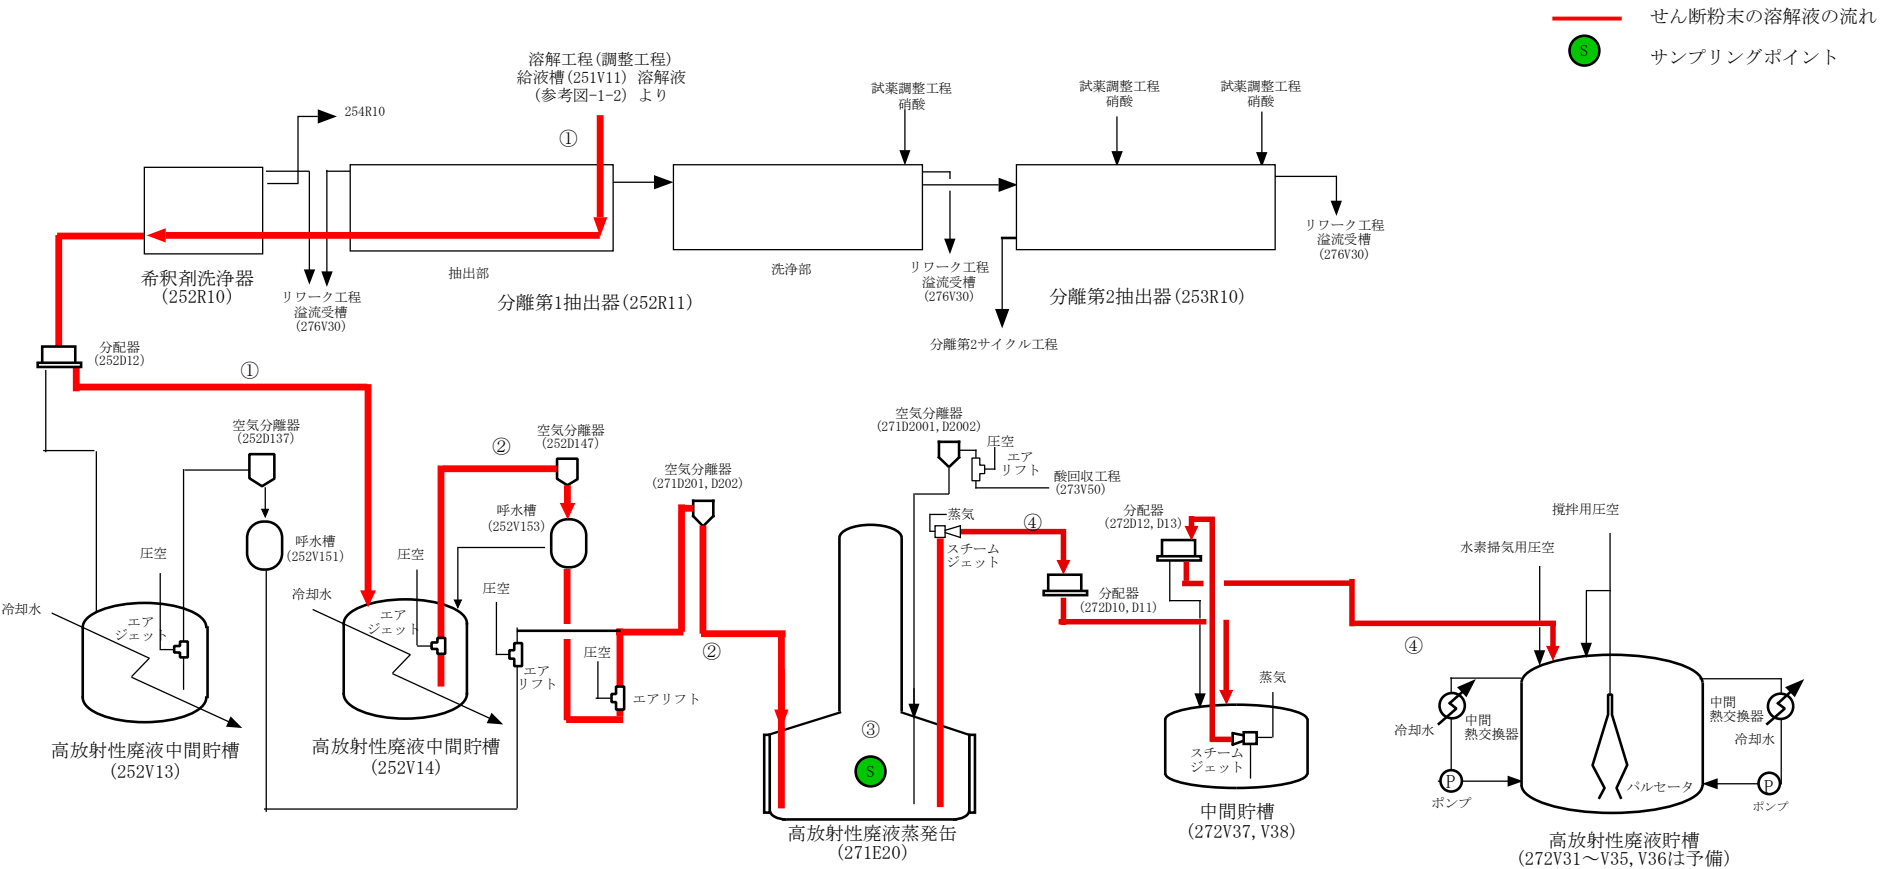 せん断粉末の溶解液の流れ
S
サンプリングポイント
溶解工程(調整工程)
給液槽(251V11) 溶解液
(参考図-1-2) より
①
254R10
試薬調整工程
硝酸
試薬調整工程
硝酸
試薬調整工程
硝酸
希釈剤洗浄器
(252R10)
リワーク工程
溢流受槽
(276V30)
抽出部
分離第1抽出器(252R11)
洗浄部
リワーク工程
溢流受槽
(276V30)
分離第2サイクル工程
分離第2抽出器(253R10)
リワーク工程
溢流受槽
(276V30)
分配器
(252D12)
①
空気分離器
(252D137)
呼水槽
(252V151)
圧空
冷却水
エア
ジェット
高放射性廃液中間貯槽
(252V13)
②
空気分離器
(252D147)
呼水槽
(252V153)
圧空
冷却水
エア
ジェット
高放射性廃液中間貯槽
(252V14)
圧空
エア
リフト
圧空
エアリフト
空気分離器
(271D201,D202)
②
空気分離器
(271D2001,D2002)
圧空
エア
リフト
酸回収工程
(273V50)
蒸気
スチーム
ジェット
④
③
S
高放射性廃液蒸発缶
(271E20)
分配器
(272D10,D11)
分配器
(272D12,D13)
蒸気
スチーム
ジェット
中間貯槽
(272V37,V38)
④
撹拌用圧空
水素掃気用圧空
冷却水
中間
熱交換器
P
ポンプ
パルセータ
中間
熱交換器
冷却水
P
ポンプ
高放射性廃液貯槽
(272V31～V35,V36は予備)